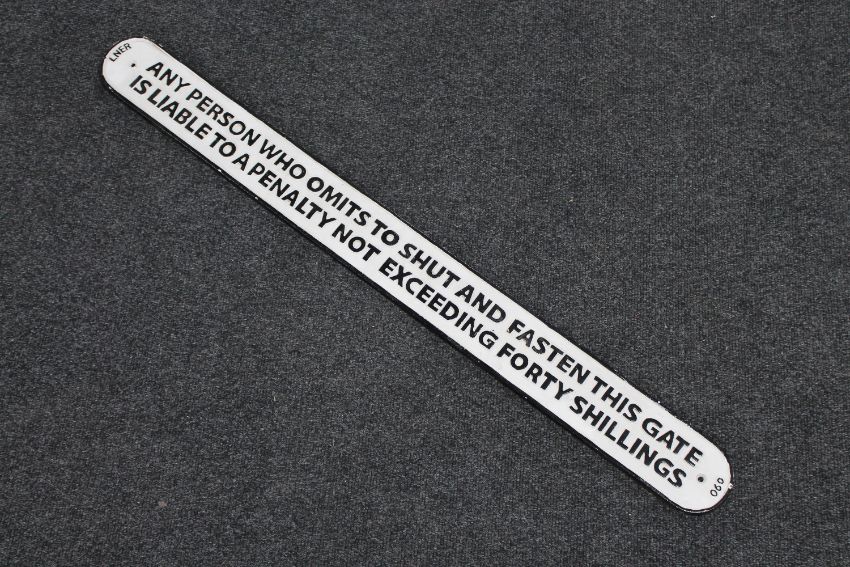 LNER
ANY PERSON WHO OMITS TO SHUT AND FASTEN THIS GATE
IS LIABLE TO A PENALTY NOT EXCEEDING FORTY SHILLINGS
060